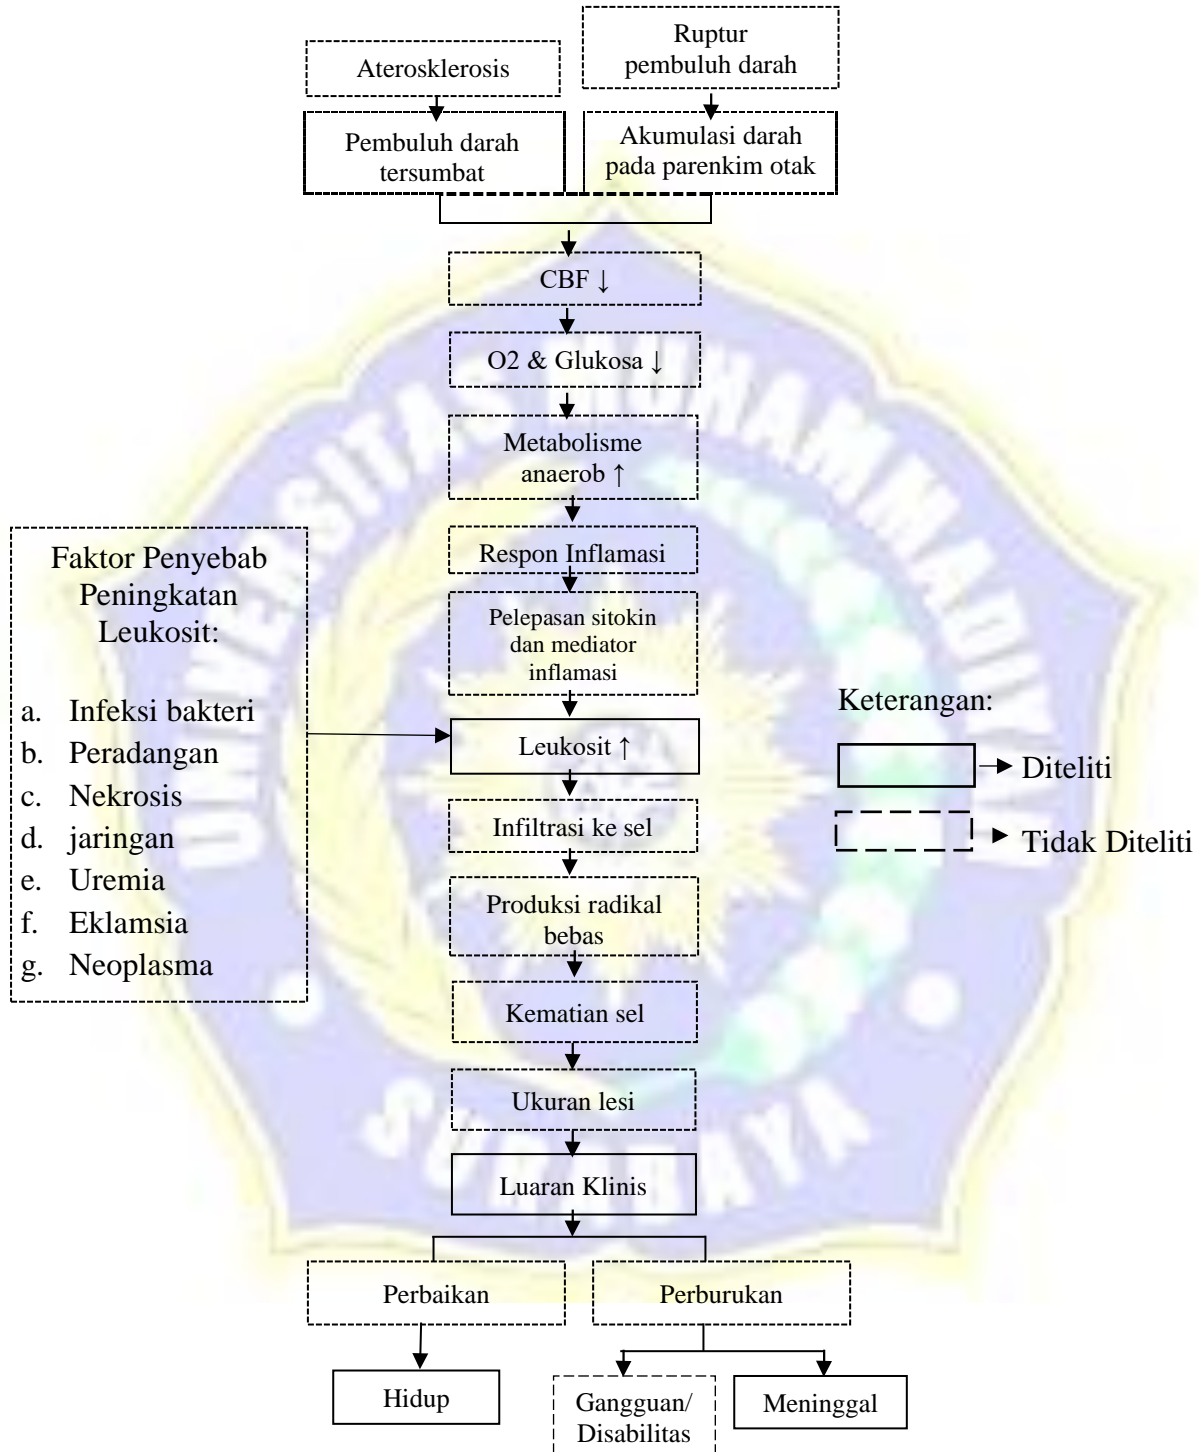 Ruptur
pembuluh darah
Aterosklerosis
Pembuluh darah
tersumbat
Akumulasi darah
pada parenkim otak
CBF ↓
O2 & Glukosa ↓
Metabolisme
anaerob ↑
Respon Inflamasi
Pelepasan sitokin
dan mediator
inflamasi
Faktor Penyebab
Peningkatan
Leukosit:
a. Infeksi bakteri
b. Peradangan
c. Nekrosis
d. jaringan
e. Uremia
f. Eklamsia
g. Neoplasma
Leukosit ↑
Infiltrasi ke sel
Produksi radikal
bebas
Kematian sel
Ukuran lesi
Luaran Klinis
Perbaikan
Perburukan
Hidup
Gangguan/
Disabilitas
Meninggal
Keterangan:
Diteliti
Tidak Diteliti
UNIVERSITAS MUHAMMADIYAH
SURABAYA